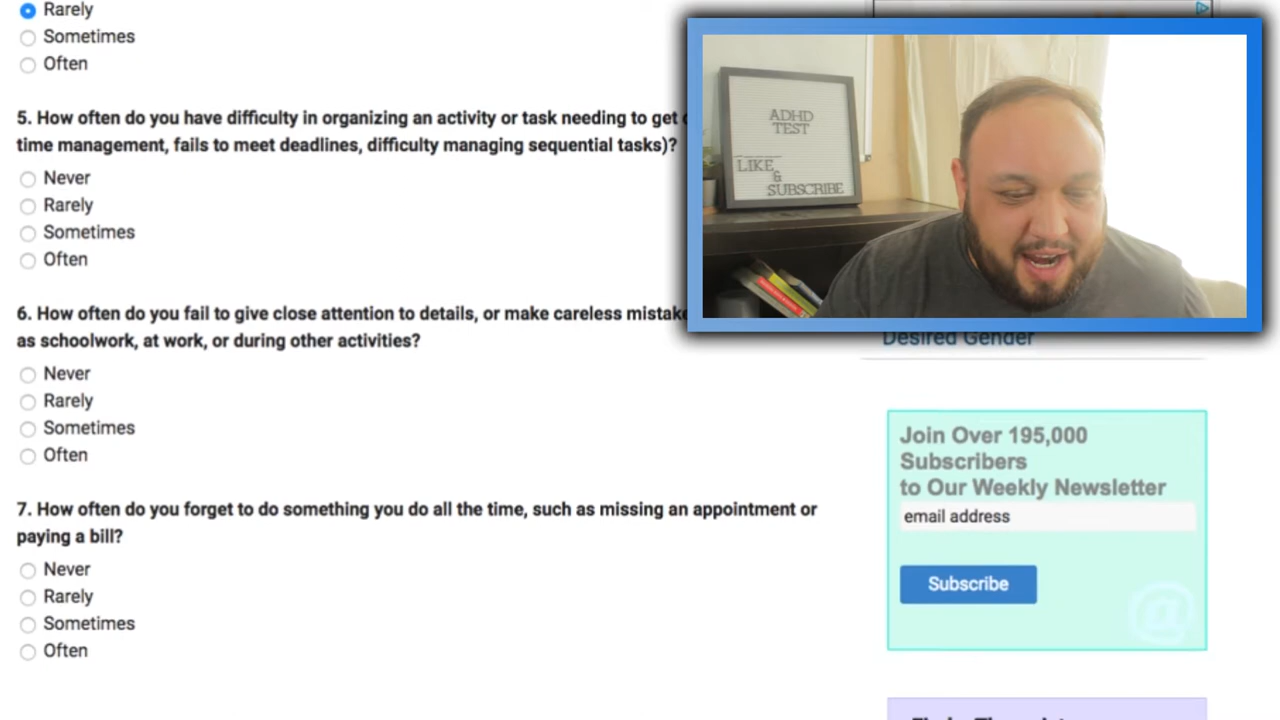 Rarely
Sometimes
Often
5. How often do you have difficulty in organizing an activity or task needing to get
time management, fails to meet deadlines, difficulty managing sequential tasks)?
Never
Rarely
Sometimes
Often
6. How often do you fail to give close attention to details, or make careless
as schoolwork, at work, or during other activities?
Never
Rarely
Sometimes
Often
7. How often do you forget to do something you do all the time, such as missing an appointment or
paying a bill?
Never
Rarely
Sometimes
Often
ADHD
TEST
LIKE
&
SUBSCRIBE
Desired Gender
Join Over 195,000
Subscribers
to Our Weekly Newsletter
email address
Subscribe
@